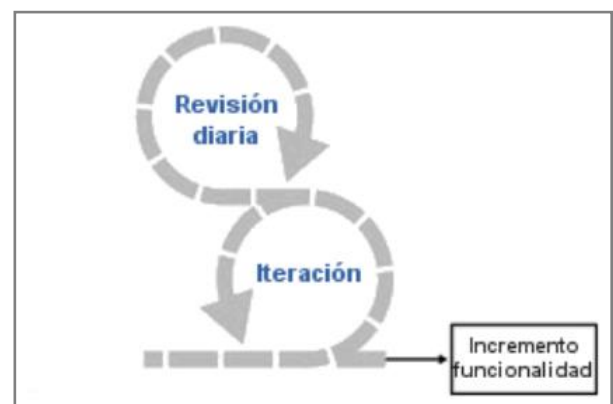 Revisión
diaria
Iteración
Incremento
funcionalidad